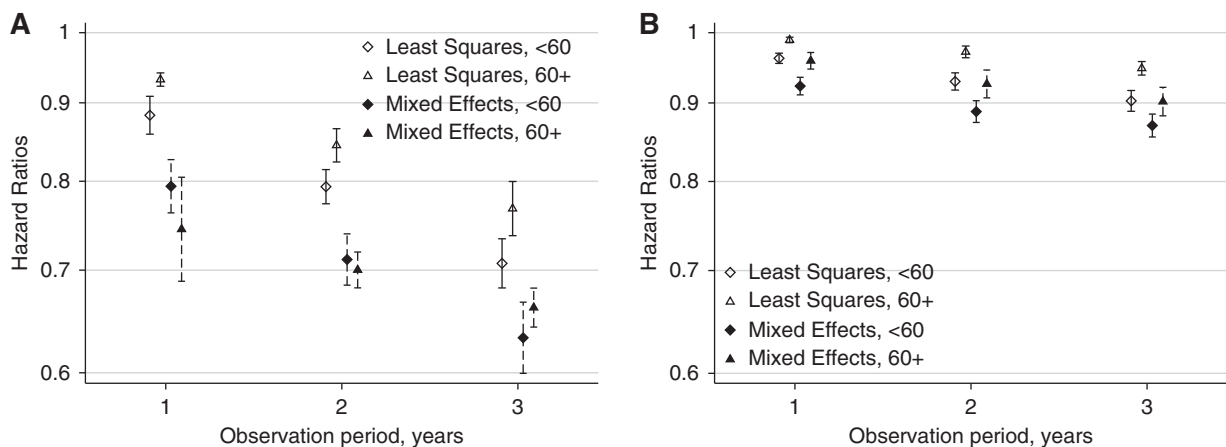 A
Hazard Ratios
1
0.9
0.8
0.7
0.6
Least Squares, <60
Least Squares, 60+
Mixed Effects, <60
Mixed Effects, 60+
1 2 3
Observation period, years
B
Hazard Ratios
1
0.9
0.8
0.7
0.6
Least Squares, <60
Least Squares, 60+
Mixed Effects, <60
Mixed Effects, 60+
1 2 3
Observation period, years